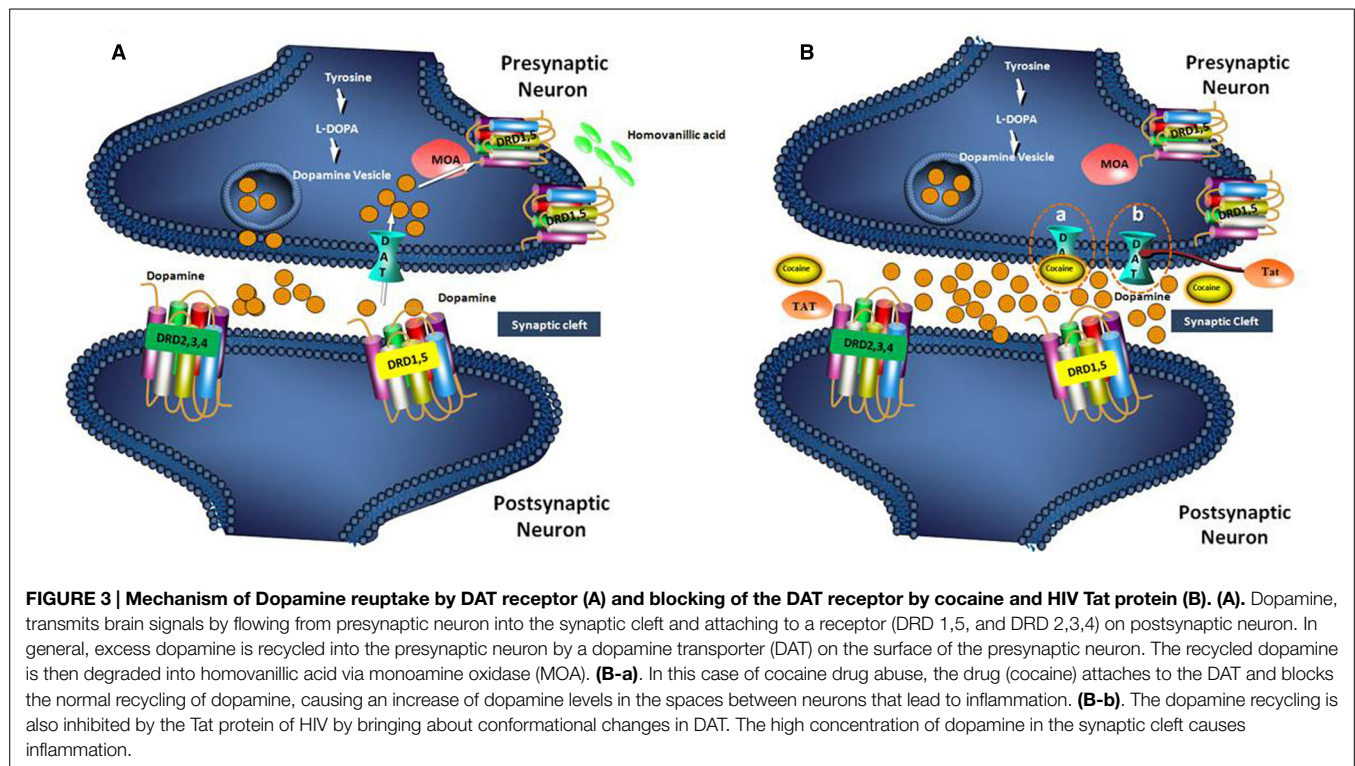 A
Presynaptic
Neuron
Tyrosine
L-DOPA
Dopamine Vesicle
MOA
DRD1,5
Homovanillic acid
DRD1,5
D
A
T
Dopamine
Dopamine
Synaptic cleft
DRD2,3,4
DRD1,5
Postsynaptic
Neuron
B
Presynaptic
Neuron
Tyrosine
L-DOPA
Dopamine Vesicle
MOA
DRD1,5
DRD1,5
a
b
D
A
D
A
T
Cocaine
Cocaine
Tat
Cocaine
TAT
Dopamine
Synaptic Cleft
DRD2,3,4
DRD1,5
Postsynaptic
Neuron
FIGURE 3 | Mechanism of Dopamine reuptake by DAT receptor (A) and blocking of the DAT receptor by cocaine and HIV Tat protein (B). (A). Dopamine,
transmits brain signals by flowing from presynaptic neuron into the synaptic cleft and attaching to a receptor (DRD 1,5, and DRD 2,3,4) on postsynaptic neuron. In
general, excess dopamine is recycled into the presynaptic neuron by a dopamine transporter (DAT) on the surface of the presynaptic neuron. The recycled dopamine
is then degraded into homovanillic acid via monoamine oxidase (MOA). (B-a). In this case of cocaine drug abuse, the drug (cocaine) attaches to the DAT and blocks
the normal recycling of dopamine, causing an increase of dopamine levels in the spaces between neurons that lead to inflammation. (B-b). The dopamine recycling is
also inhibited by the Tat protein of HIV by bringing about conformational changes in DAT. The high concentration of dopamine in the synaptic cleft causes
inflammation.